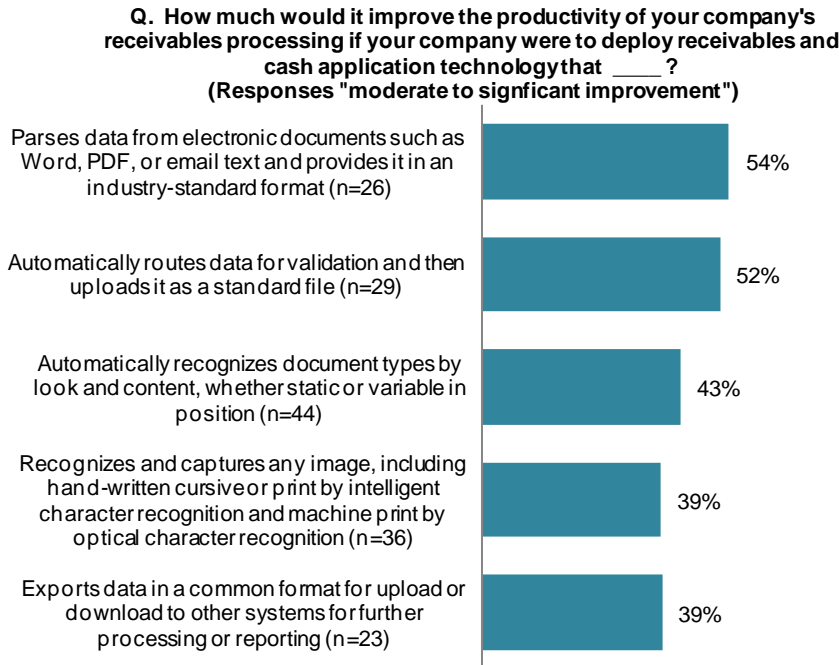 Q. How much would it improve the productivity of your company's
receivables processing if your company were to deploy receivables and
cash application technology that ____ ?
(Responses "moderate to signficant improvement")
Parses data from electronic documents such as
Word, PDF, or email text and provides it in an
industry-standard format (n=26)
54%
Automatically routes data for validation and then
uploads it as a standard file (n=29)
52%
Automatically recognizes document types by
look and content, whether static or variable in
position (n=44)
43%
Recognizes and captures any image, including
hand-written cursive or print by intelligent
character recognition and machine print by
optical character recognition (n=36)
39%
Exports data in a common format for upload or
download to other systems for further
processing or reporting (n=23)
39%